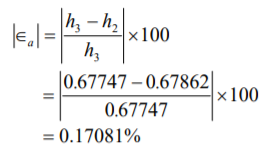 |∈ₐ| = |(h₃ − h₂) / h₃| × 100
= |(0.67747 − 0.67862) / 0.67747| × 100
= 0.17081%